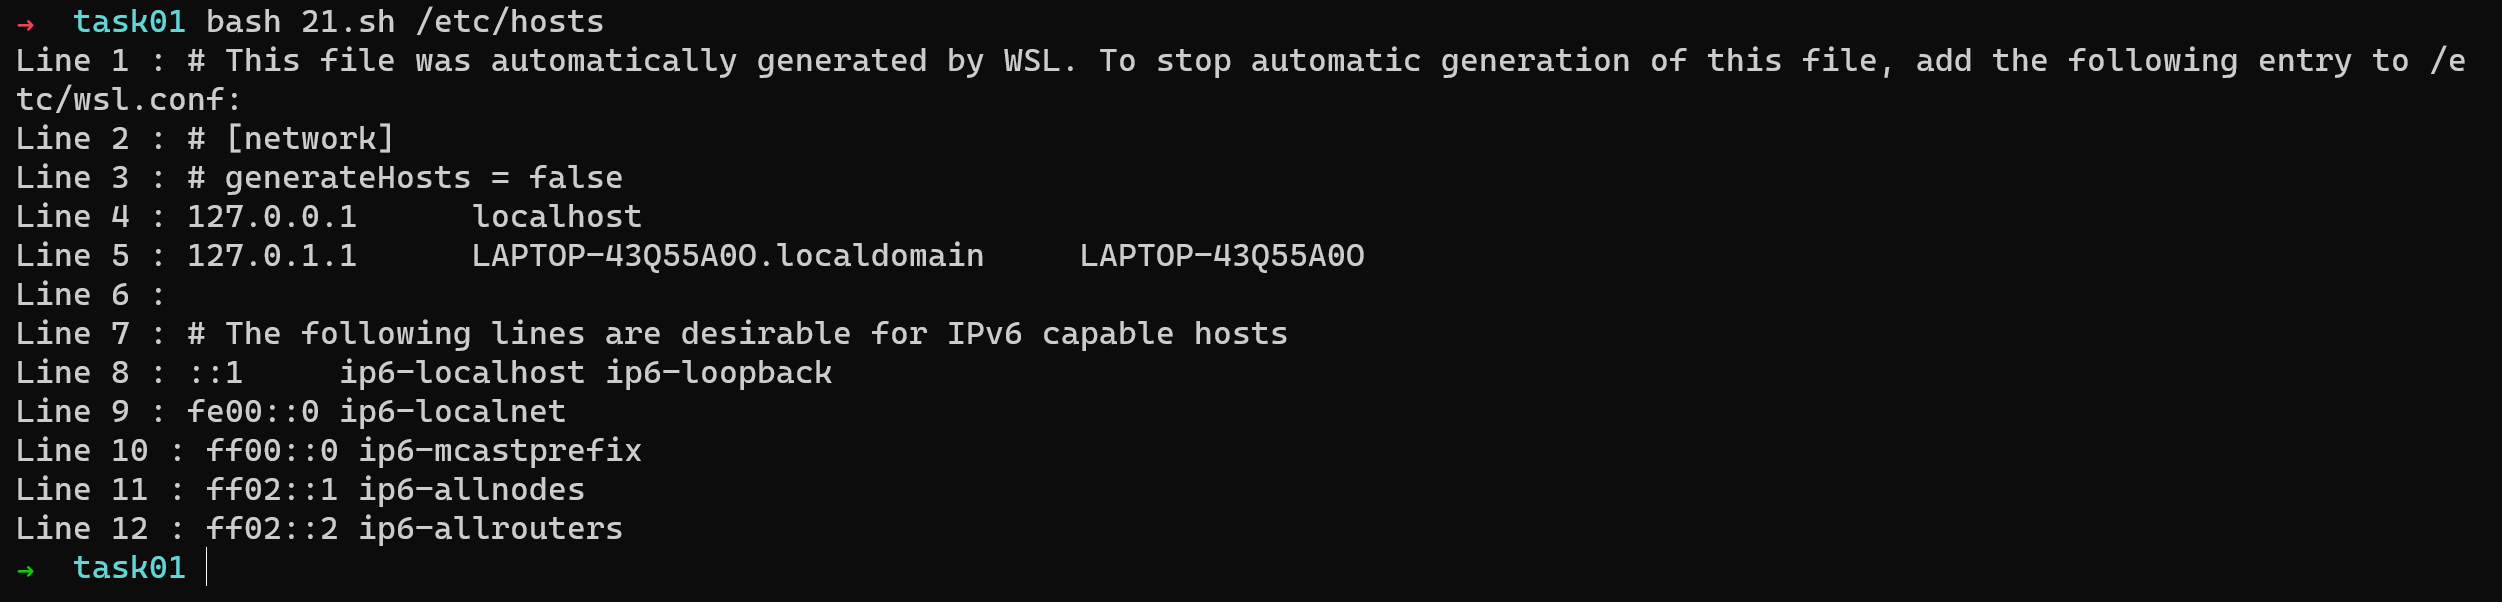 →  task01 bash 21.sh /etc/hosts
Line 1 : # This file was automatically generated by WSL. To stop automatic generation of this file, add the following entry to /e
tc/wsl.conf:
Line 2 : # [network]
Line 3 : # generateHosts = false
Line 4 : 127.0.0.1      localhost
Line 5 : 127.0.1.1      LAPTOP-43Q55A0O.localdomain     LAPTOP-43Q55A0O
Line 6 :
Line 7 : # The following lines are desirable for IPv6 capable hosts
Line 8 : ::1     ip6-localhost ip6-loopback
Line 9 : fe00::0 ip6-localnet
Line 10 : ff00::0 ip6-mcastprefix
Line 11 : ff02::1 ip6-allnodes
Line 12 : ff02::2 ip6-allrouters
→  task01